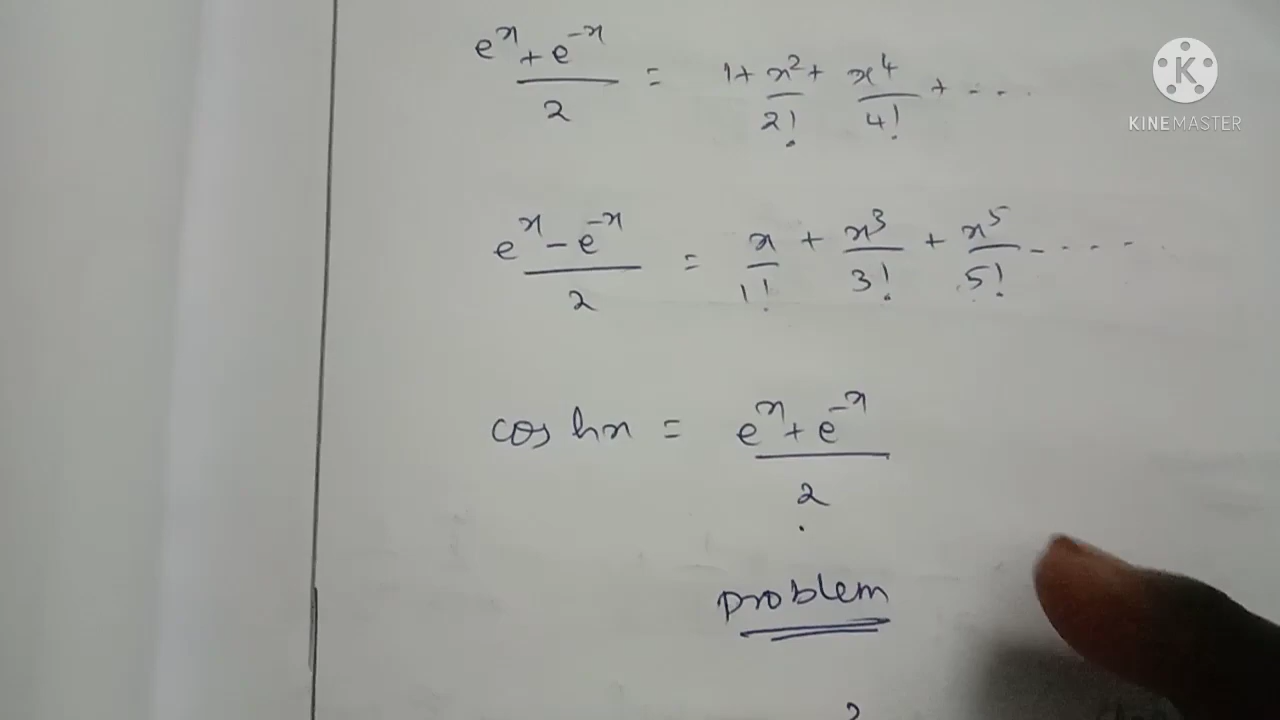 e^x + e^-x / 2 = 1 + x^2/2! + x^4/4! + - - .
KINEMASTER
e^x - e^-x / 2 = x/1! + x^3/3! + x^5/5! - - - -
cos hx = e^x + e^-x / 2
problem